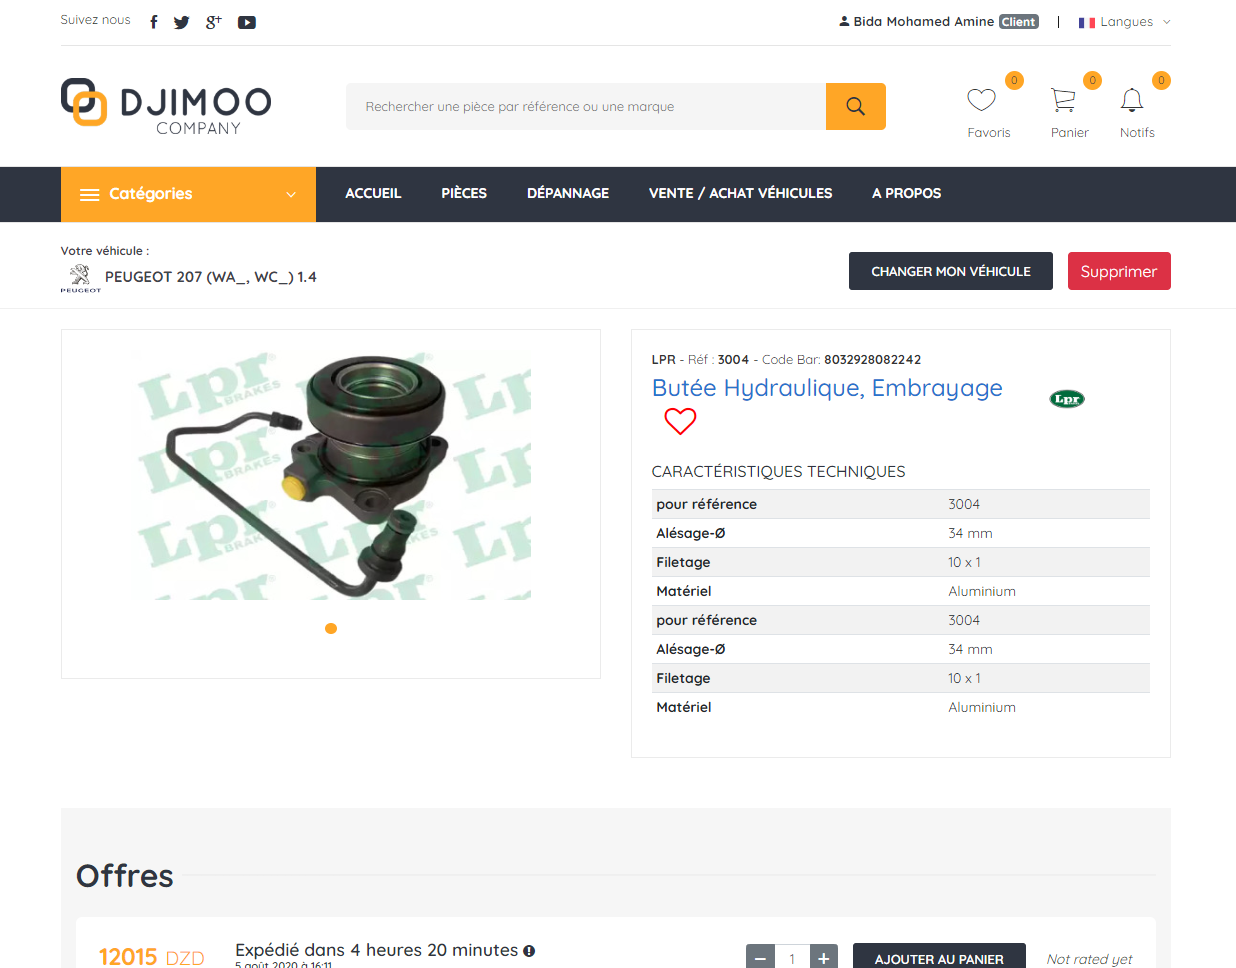 Suivez nous
Bida Mohamed Amine Client
Langues
DJIMOO
COMPANY
Rechercher une pièce par référence ou une marque
0
0
0
Favoris
Panier
Notifs
Catégories
ACCUEIL
PIÈCES
DÉPANNAGE
VENTE / ACHAT VÉHICULES
A PROPOS
Votre véhicule :
PEUGEOT
PEUGEOT 207 (WA_, WC_) 1.4
CHANGER MON VÉHICULE
Supprimer
LPR - Réf : 3004 - Code Bar: 8032928082242
Butée Hydraulique, Embrayage
Lpr
CARACTÉRISTIQUES TECHNIQUES
pour référence 3004
Alésage-Ø 34 mm
Filetage 10 x 1
Matériel Aluminium
pour référence 3004
Alésage-Ø 34 mm
Filetage 10 x 1
Matériel Aluminium
Lpr BRAKES
Offres
12015 DZD
Expédié dans 4 heures 20 minutes
5 août 2020 à 16:11
1
AJOUTER AU PANIER
Not rated yet